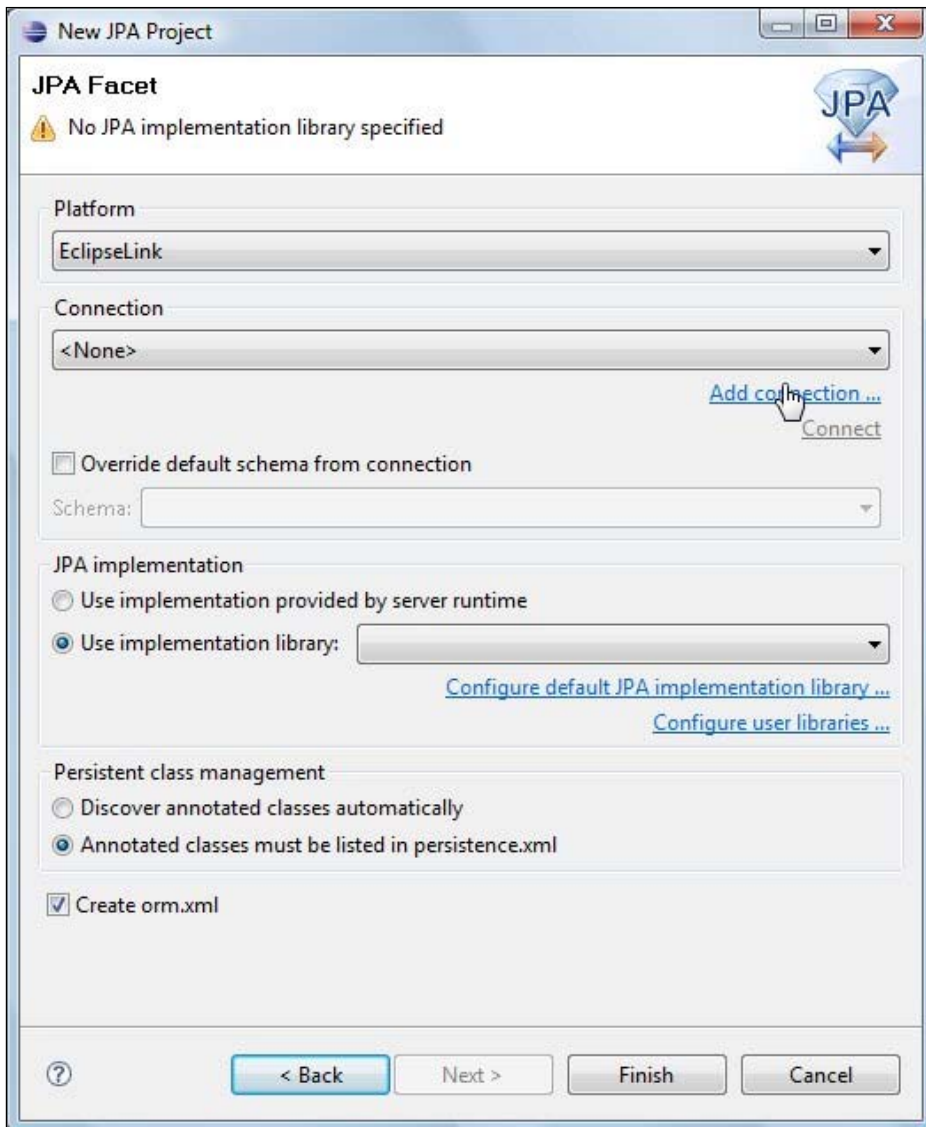 New JPA Project
JPA Facet
No JPA implementation library specified
JPA
Platform
EclipseLink
Connection
<None>
Add connection ...
Connect
Override default schema from connection
Schema:
JPA implementation
Use implementation provided by server runtime
Use implementation library:
Configure default JPA implementation library ...
Configure user libraries ...
Persistent class management
Discover annotated classes automatically
Annotated classes must be listed in persistence.xml
Create orm.xml
? < Back Next > Finish Cancel